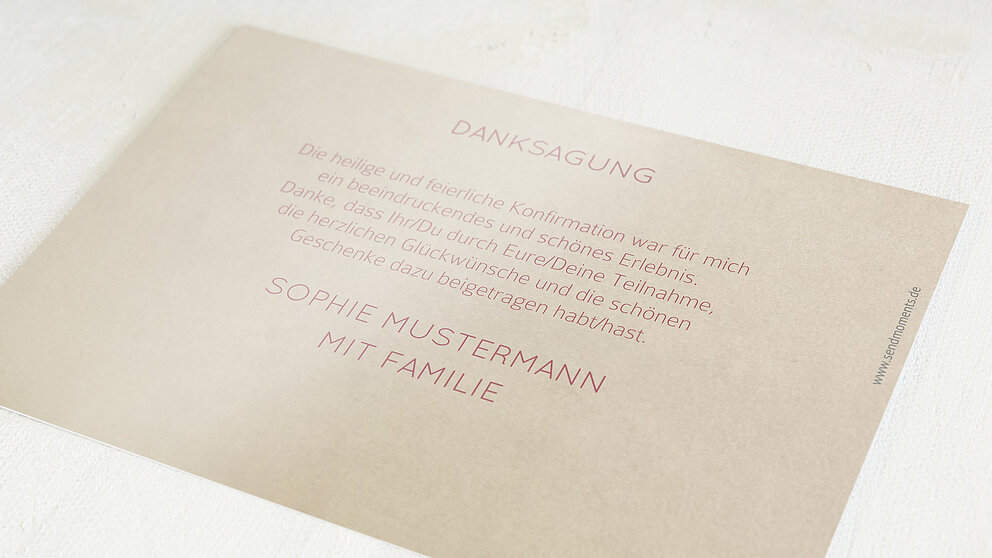 DANKSAGUNG
Die heilige und feierliche Konfirmation war für mich
ein beeindruckendes und schönes Erlebnis.
Danke, dass Ihr/Du durch Eure/Deine Teilnahme,
die herzlichen Glückwünsche und die schönen
Geschenke dazu beigetragen habt/hast.
SOPHIE MUSTERMANN
MIT FAMILIE
www.sendmoments.de